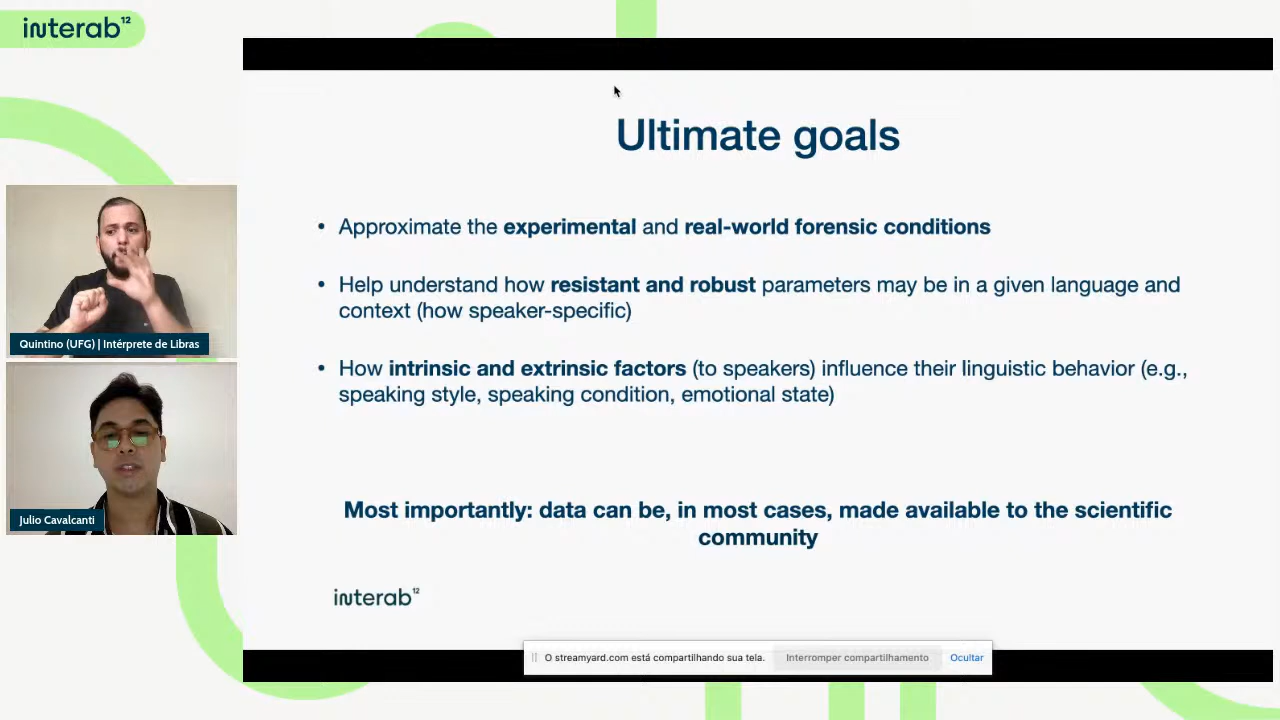 interab¹²
Ultimate goals
• Approximate the experimental and real-world forensic conditions
• Help understand how resistant and robust parameters may be in a given language and
context (how speaker-specific)
• How intrinsic and extrinsic factors (to speakers) influence their linguistic behavior (e.g.,
speaking style, speaking condition, emotional state)
Most importantly: data can be, in most cases, made available to the scientific
community
interab¹²
Quintino (UFG) | Intérprete de Libras
Julio Cavalcanti
O streamyard.com está compartilhando sua tela. Interromper compartilhamento Ocultar